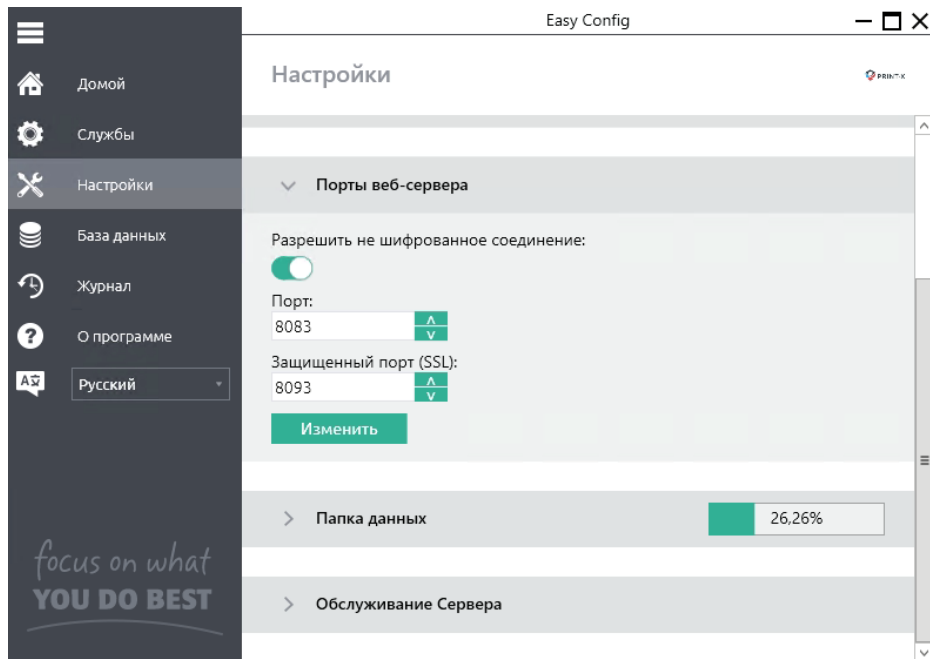 Easy Config
Домой
Службы
Настройки
База данных
Журнал
О программе
Русский
focus on what
YOU DO BEST
Настройки
PRINT-X
Порты веб-сервера
Разрешить не шифрованное соединение:
Порт:
8083
Защищенный порт (SSL):
8093
Изменить
Папка данных
26,26%
Обслуживание Сервера